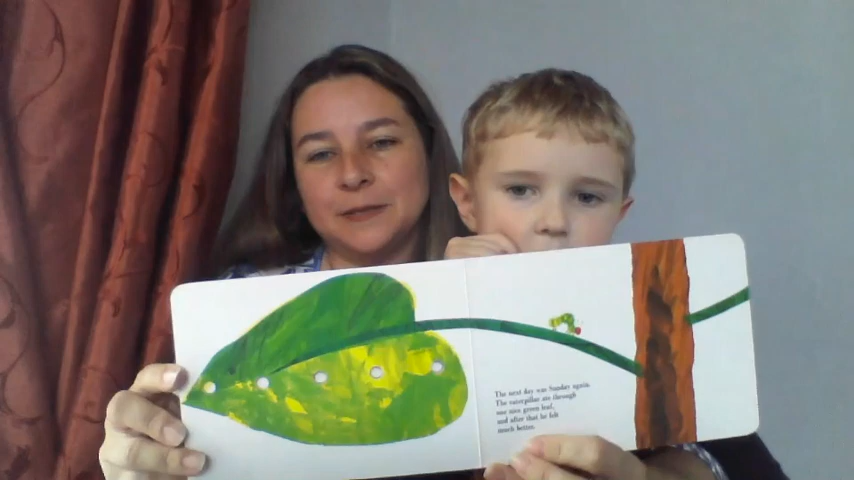 The next day was Sunday again.
The caterpillar ate through
one nice green leaf,
and after that he felt
much better.